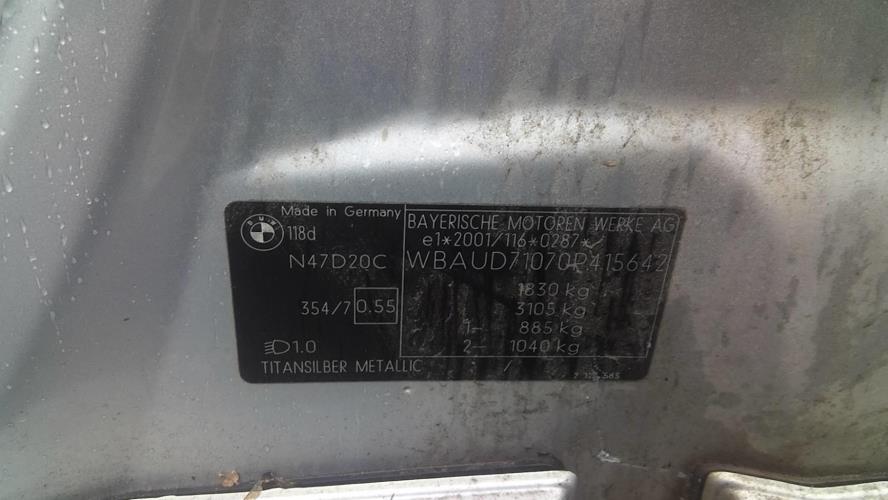 Made in Germany
BMW
118d
N47D20C
354/7 0.55
1.0
TITANSILBER METALLIC /
BAYERISCHE MOTOREN WERKE AG
e1*2001/116*0287*/
WBAUD71070P415642
1830 kg
3105 kg
1- 885 kg
2- 1040 kg